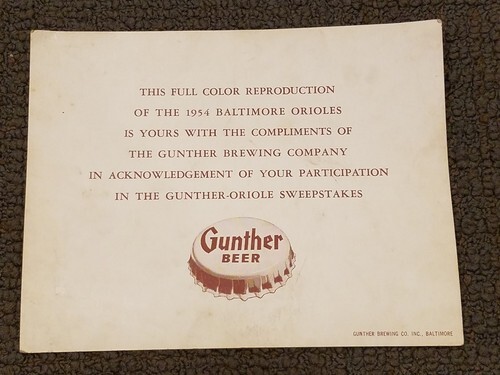 THIS FULL COLOR REPRODUCTION
OF THE 1954 BALTIMORE ORIOLES
IS YOURS WITH THE COMPLIMENTS OF
THE GUNTHER BREWING COMPANY
IN ACKNOWLEDGEMENT OF YOUR PARTICIPATION
IN THE GUNTHER-ORIOLE SWEEPSTAKES
Gunther
BEER
GUNTHER BREWING CO. INC., BALTIMORE